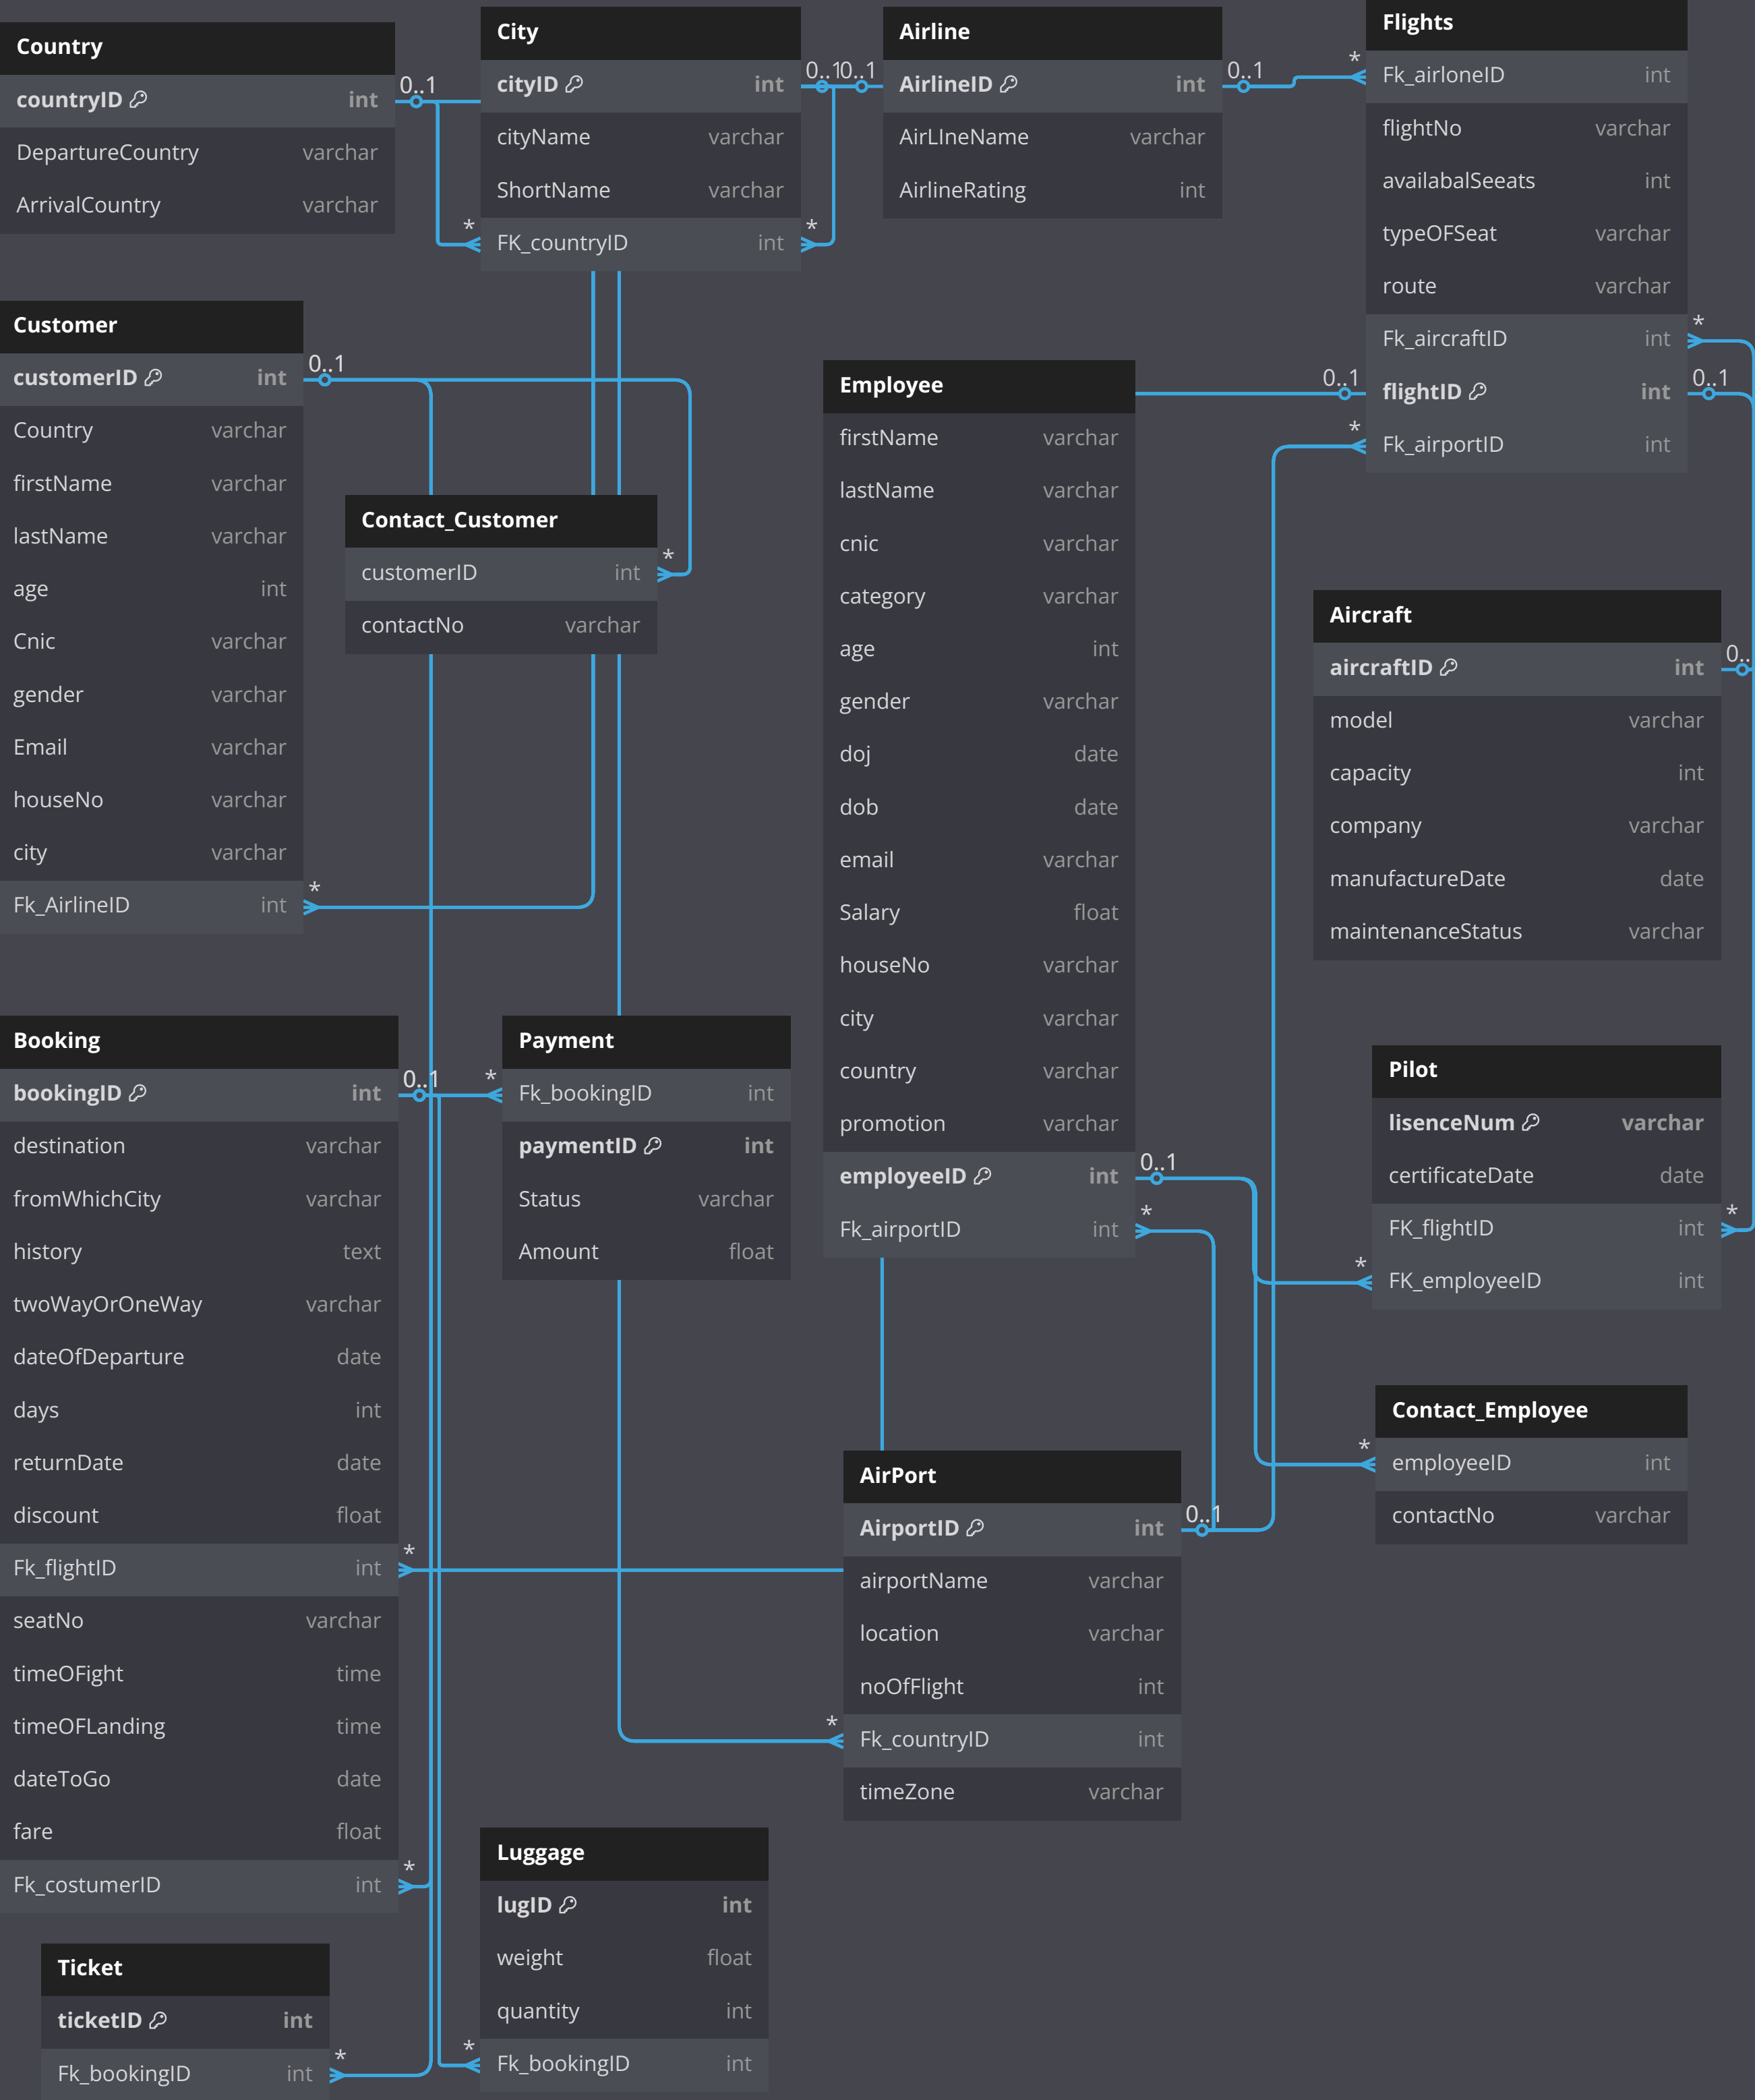 Country
countryID int
DepartureCountry varchar
ArrivalCountry varchar
0..1
City
cityID int
cityName varchar
ShortName varchar
* FK_countryID int *
0..1 0..1
Airline
AirlineID int
AirLIneName varchar
AirlineRating int
0..1
Flights
* Fk_airloneID int
flightNo varchar
availabalSeeats int
typeOFSeat varchar
route varchar
Fk_aircraftID int *
0..1 flightID int 0..1
* Fk_airportID int
Customer
customerID int 0..1
Country varchar
firstName varchar
lastName varchar
age int
Cnic varchar
gender varchar
Email varchar
houseNo varchar
city varchar
Fk_AirlineID int *
Contact_Customer
customerID int *
contactNo varchar
Employee
firstName varchar
lastName varchar
cnic varchar
category varchar
age int
gender varchar
doj date
dob date
email varchar
Salary float
houseNo varchar
city varchar
country varchar
promotion varchar
employeeID int 0..1
Fk_airportID int *
Aircraft
aircraftID int 0..
model varchar
capacity int
company varchar
manufactureDate date
maintenanceStatus varchar
Booking
bookingID int 0..1
destination varchar
fromWhichCity varchar
history text
twoWayOrOneWay varchar
dateOfDeparture date
days int
returnDate date
discount float
Fk_flightID int *
seatNo varchar
timeOFight time
timeOFLanding time
dateToGo date
fare float
Fk_costumerID int *
Payment
* Fk_bookingID int
paymentID int
Status varchar
Amount float
Pilot
lisenceNum varchar
certificateDate date
FK_flightID int *
* FK_employeeID int
Contact_Employee
* employeeID int
contactNo varchar
AirPort
AirportID int 0..1
airportName varchar
location varchar
noOfFlight int
* Fk_countryID int
timeZone varchar
Luggage
lugID int
weight float
quantity int
* Fk_bookingID int
Ticket
ticketID int
Fk_bookingID int *